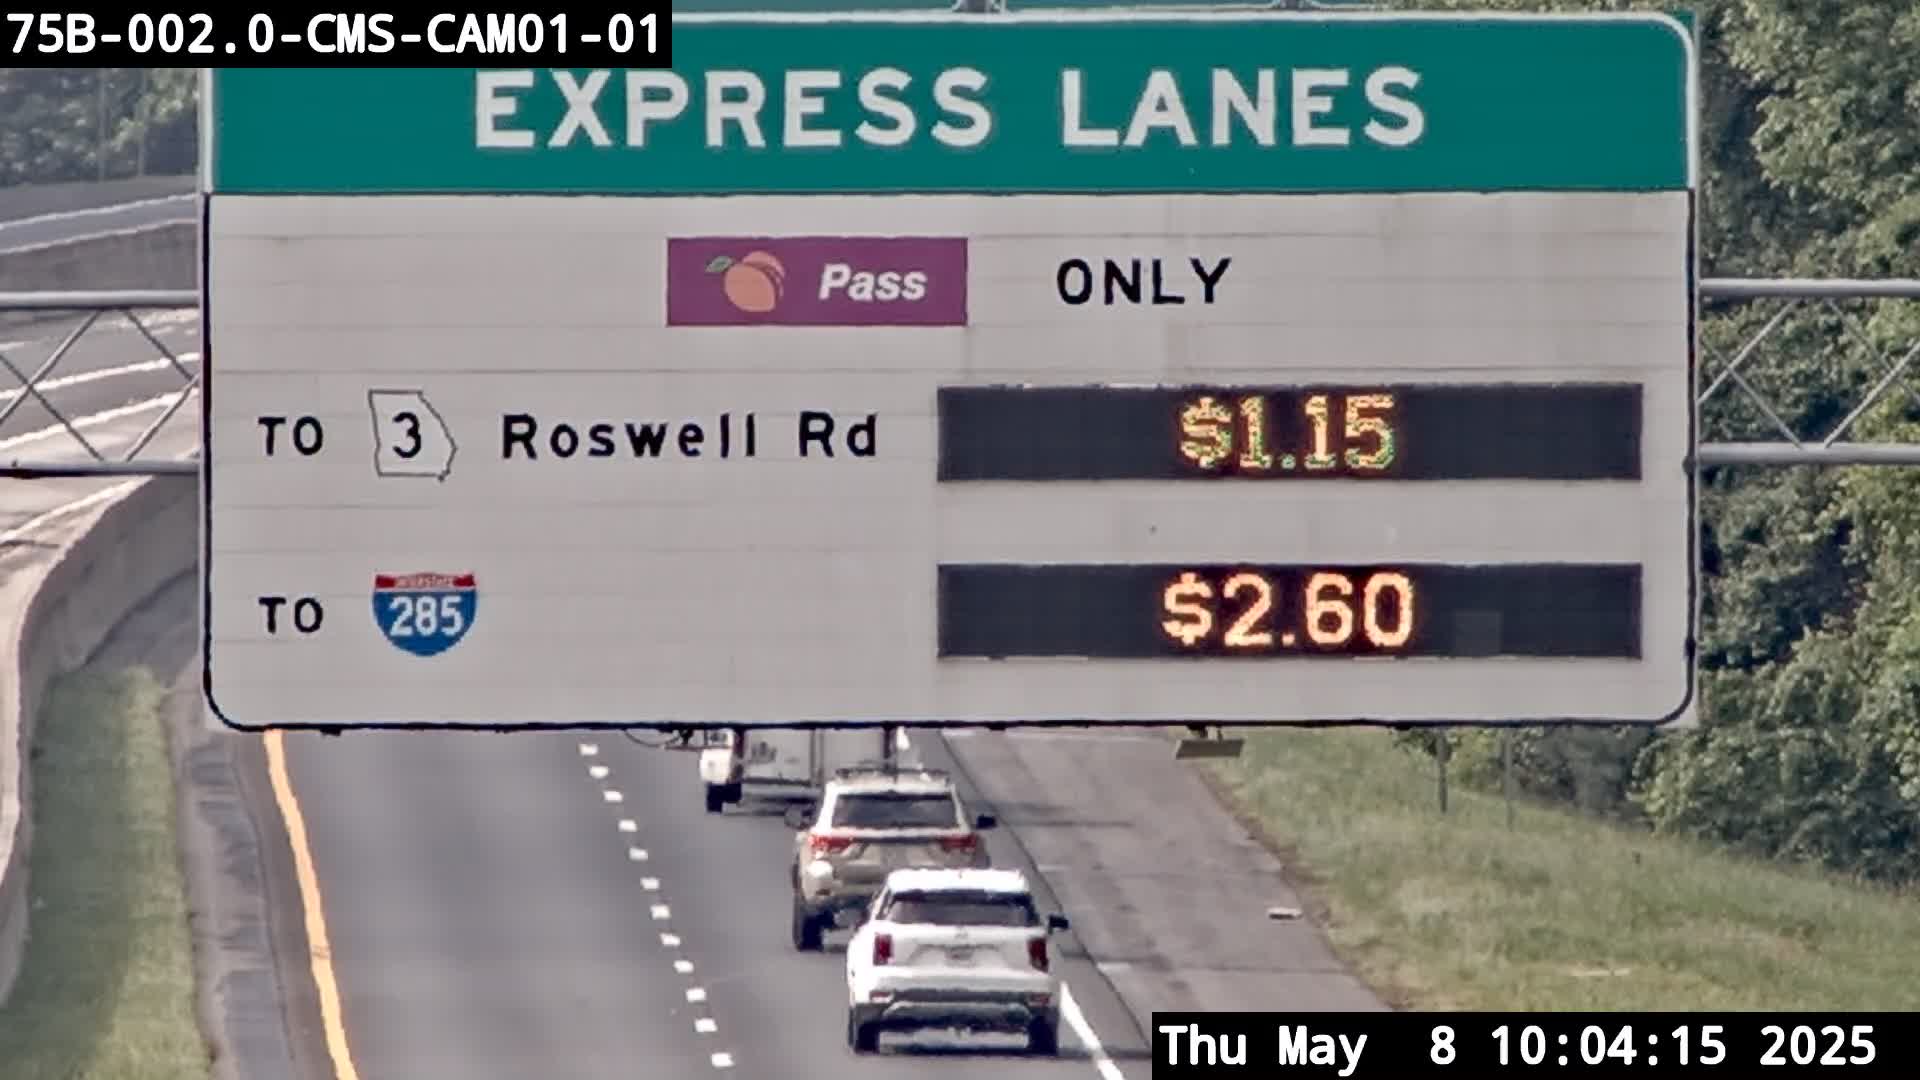 75B-002.0-CMS-CAM01-01
EXPRESS LANES
Pass ONLY
TO 3 Roswell Rd $1.15
INTERSTATE
TO 285 $2.60
Thu May 8 10:04:15 2025